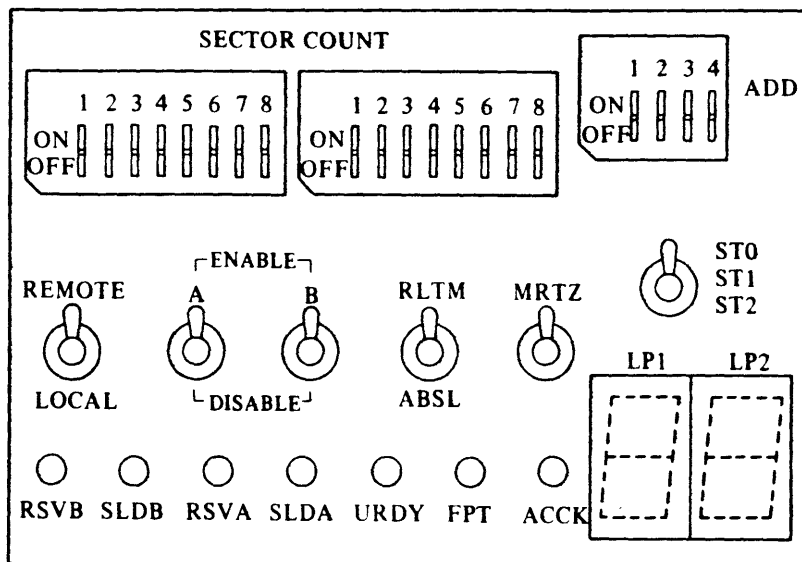 SECTOR COUNT
1 2 3 4 5 6 7 8
ON
OFF
1 2 3 4 5 6 7 8
ON
OFF
1 2 3 4
ON
OFF
ADD
ST0
ST1
ST2
REMOTE
LOCAL
ENABLE
A B
DISABLE
RLTM
ABSL
MRTZ
LP1 LP2
RSVB SLDB RSVA SLDA URDY FPT ACCK